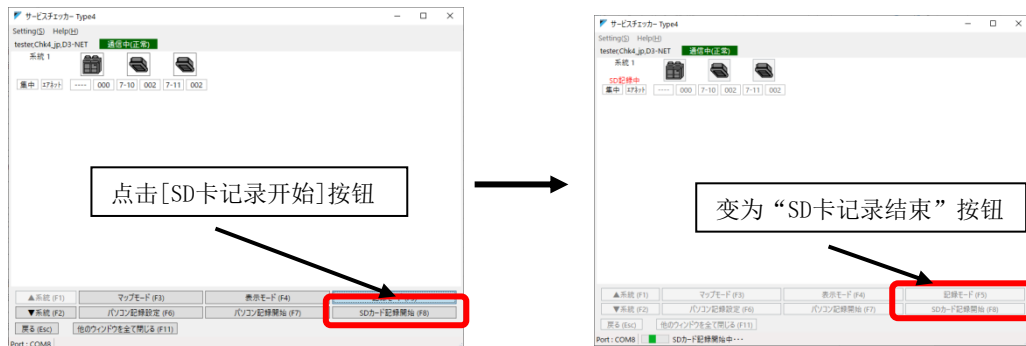 サービスチェッカー Type4
Setting(S) Help(H)
tester,Chk4_jp,D3-NET 通信中(正常)
系統 1
集中 エアネット ---- 000 7-10 002 7-11 002
点击[SD卡记录开始]按钮
▲系統 (F1) マップモード (F3) 表示モード (F4)
▼系統 (F2) パソコン記録設定 (F6) パソコン記録開始 (F7) SDカード記録開始 (F8)
戻る (Esc) 他のウィンドウを全て閉じる (F11)
Port : COM8
サービスチェッカー Type4
Setting(S) Help(H)
tester,Chk4_jp,D3-NET 通信中(正常)
系統 1
SD記録中
集中 エアネット ---- 000 7-10 002 7-11 002
变为“SD卡记录结束”按钮
▲系統 (F1) マップモード (F3) 表示モード (F4) 記録モード (F5)
▼系統 (F2) パソコン記録設定 (F6) パソコン記録開始 (F7) SDカード記録開始 (F8)
戻る (Esc) 他のウィンドウを全て閉じる (F11)
Port : COM8 SDカード記録開始中･･･